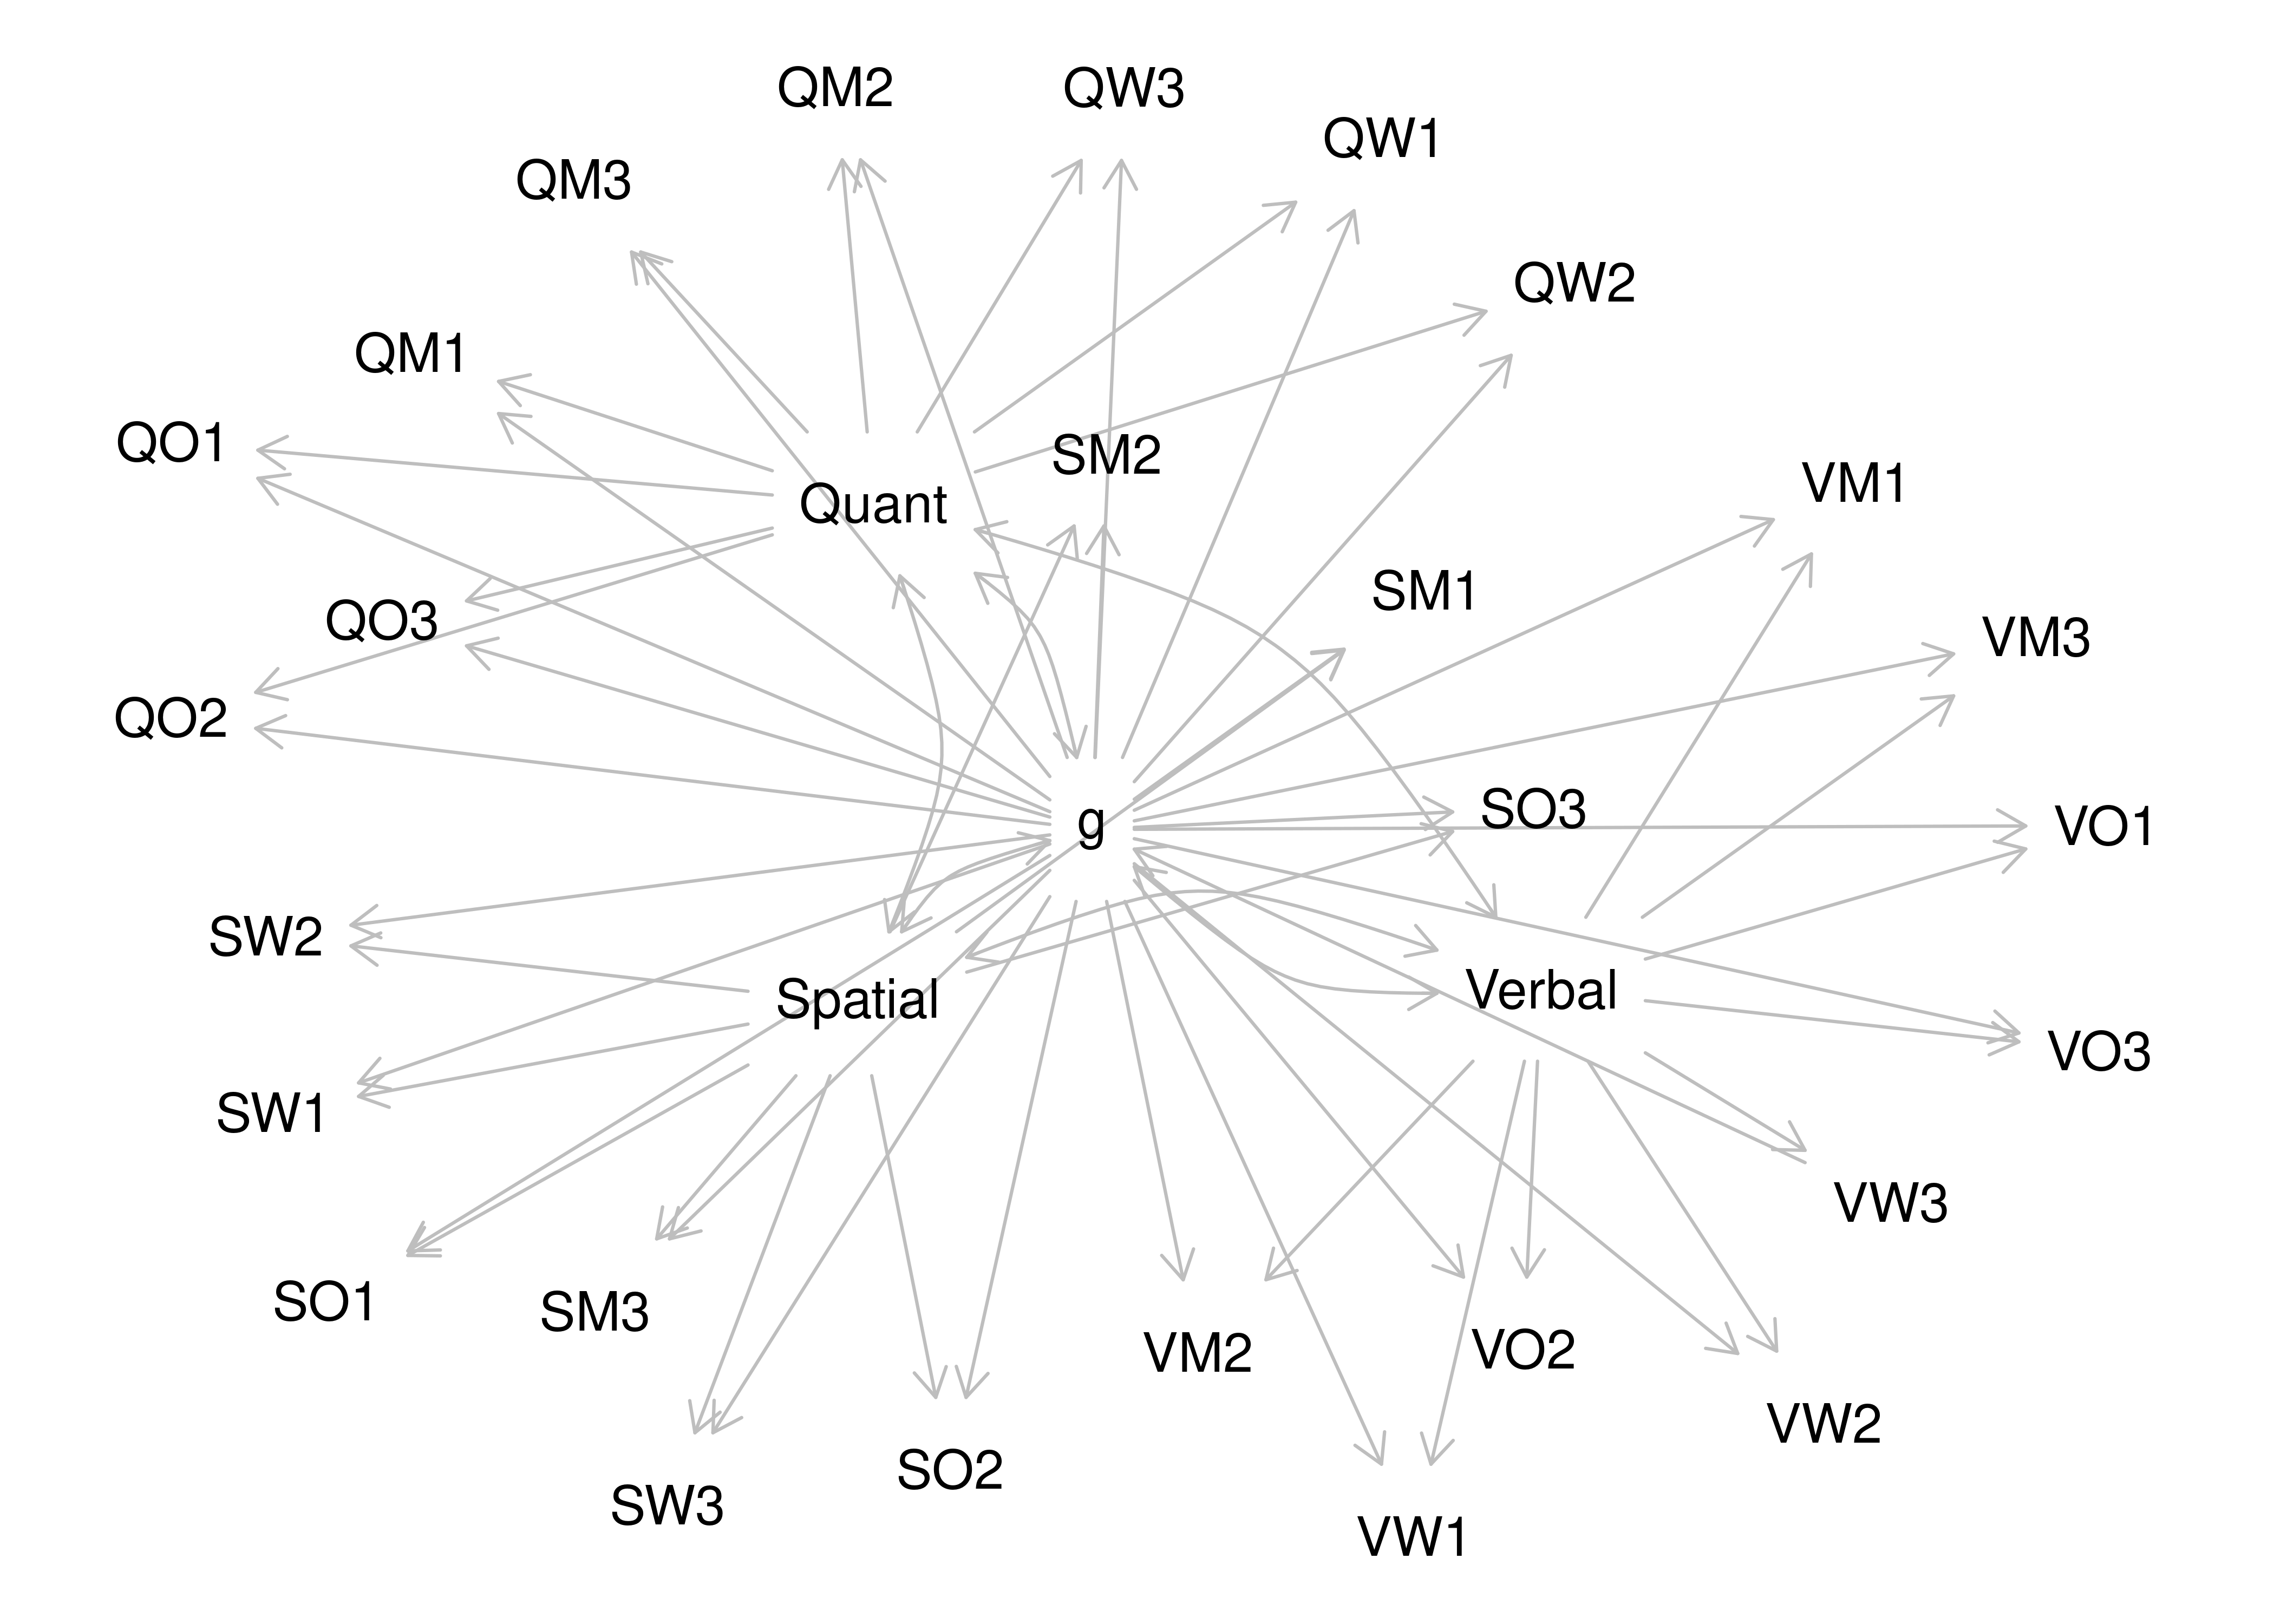 QM2
QW3
QW1
QM3
QW2
QM1
QO1
SM2
VM1
Quant
SM1
QO3
VM3
QO2
SO3
g
VO1
SW2
Spatial
Verbal
VO3
SW1
VW3
SO1
SM3
VM2
VO2
VW2
SO2
SW3
VW1